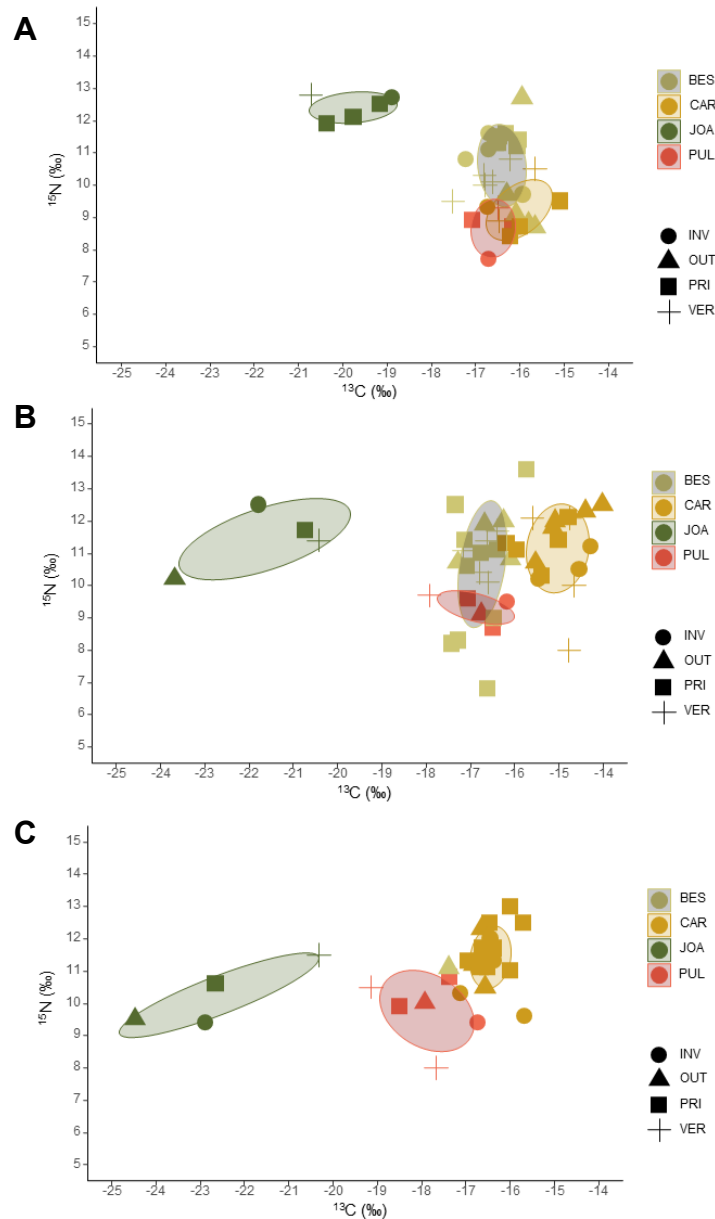 A
15
14
13
12
11
10
9
8
7
6
5
¹⁵N (‰)
-25 -24 -23 -22 -21 -20 -19 -18 -17 -16 -15 -14
¹³C (‰)
BES
CAR
JOA
PUL
INV
OUT
PRI
VER
B
15
14
13
12
11
10
9
8
7
6
5
¹⁵N (‰)
-25 -24 -23 -22 -21 -20 -19 -18 -17 -16 -15 -14
¹³C (‰)
BES
CAR
JOA
PUL
INV
OUT
PRI
VER
C
15
14
13
12
11
10
9
8
7
6
5
¹⁵N (‰)
-25 -24 -23 -22 -21 -20 -19 -18 -17 -16 -15 -14
¹³C (‰)
BES
CAR
JOA
PUL
INV
OUT
PRI
VER